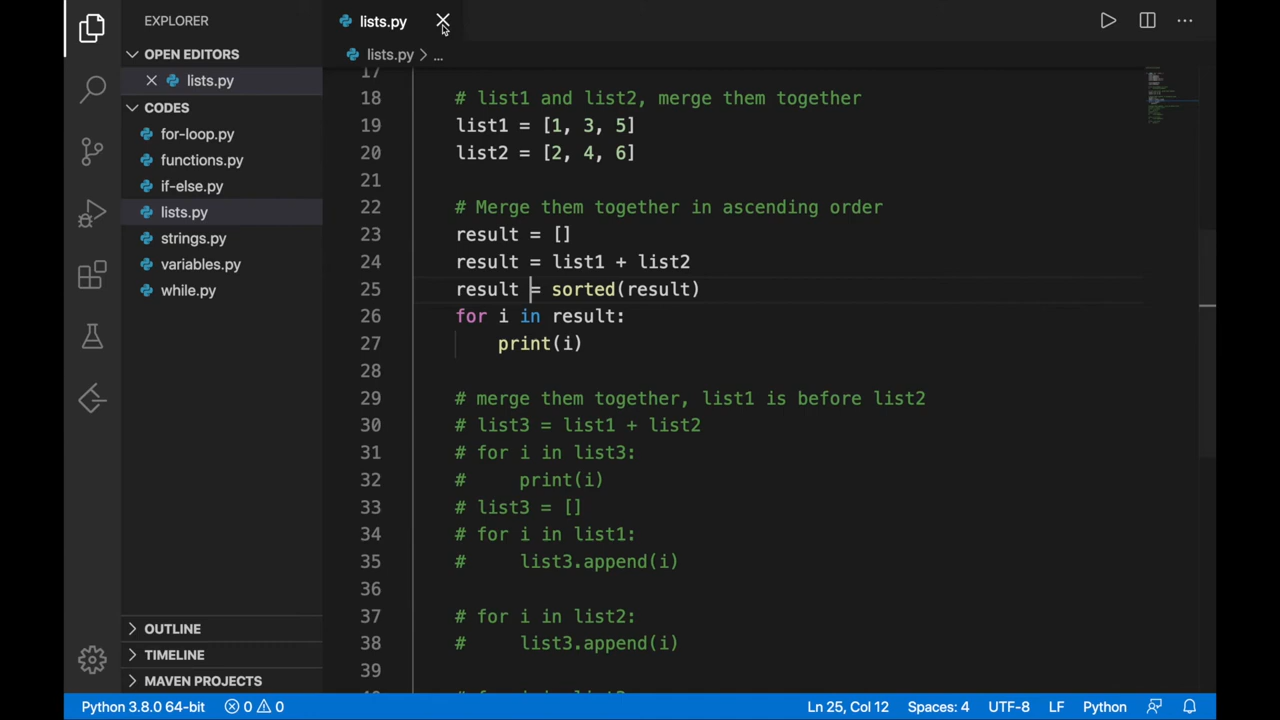 EXPLORER
OPEN EDITORS
lists.py
CODES
for-loop.py
functions.py
if-else.py
lists.py
strings.py
variables.py
while.py
OUTLINE
TIMELINE
MAVEN PROJECTS
lists.py
lists.py > ...
17
18 # list1 and list2, merge them together
19 list1 = [1, 3, 5]
20 list2 = [2, 4, 6]
21
22 # Merge them together in ascending order
23 result = []
24 result = list1 + list2
25 result = sorted(result)
26 for i in result:
27     print(i)
28
29 # merge them together, list1 is before list2
30 # list3 = list1 + list2
31 # for i in list3:
32 #     print(i)
33 # list3 = []
34 # for i in list1:
35 #     list3.append(i)
36
37 # for i in list2:
38 #     list3.append(i)
39
Python 3.8.0 64-bit 0 0 Ln 25, Col 12 Spaces: 4 UTF-8 LF Python